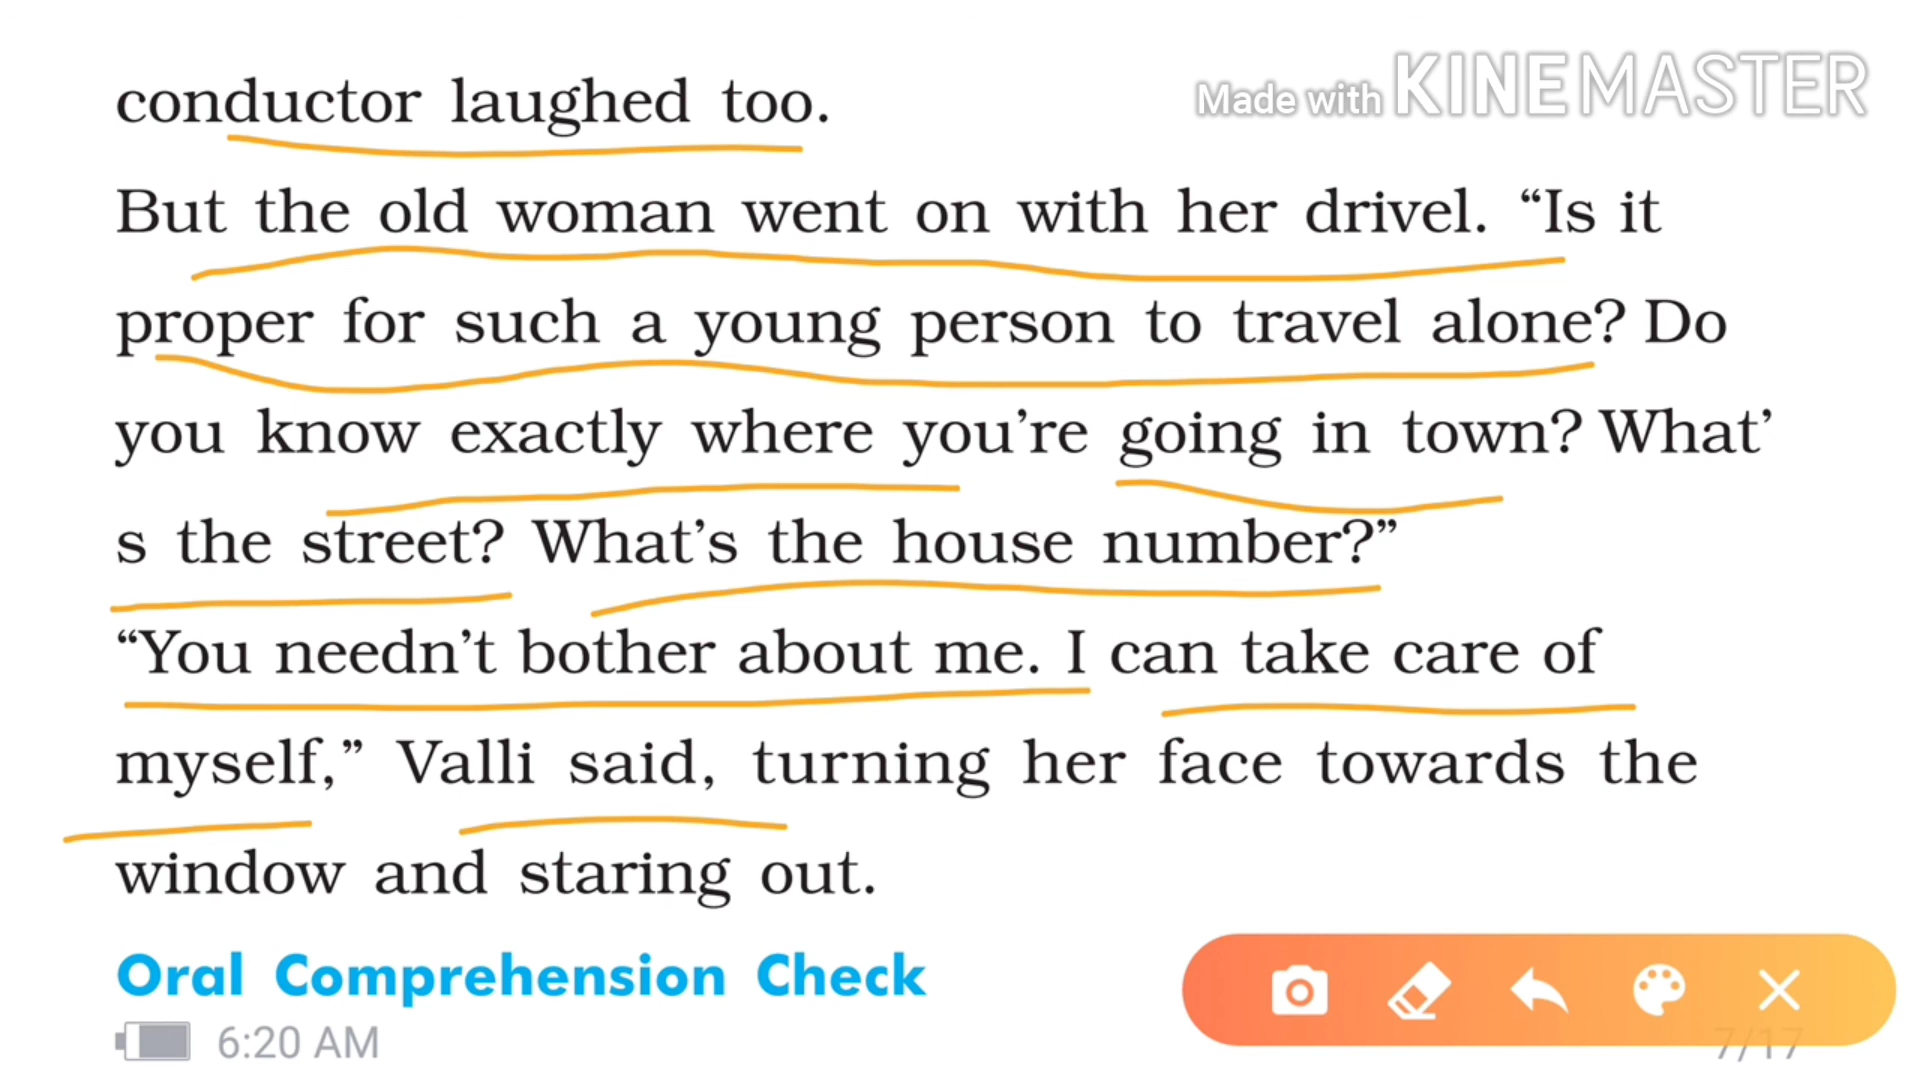 conductor laughed too.
Made with KINEMASTER
But the old woman went on with her drivel. “Is it
proper for such a young person to travel alone? Do
you know exactly where you’re going in town? What’
s the street? What’s the house number?”
“You needn’t bother about me. I can take care of
myself,” Valli said, turning her face towards the
window and staring out.
Oral Comprehension Check
6:20 AM
7/17